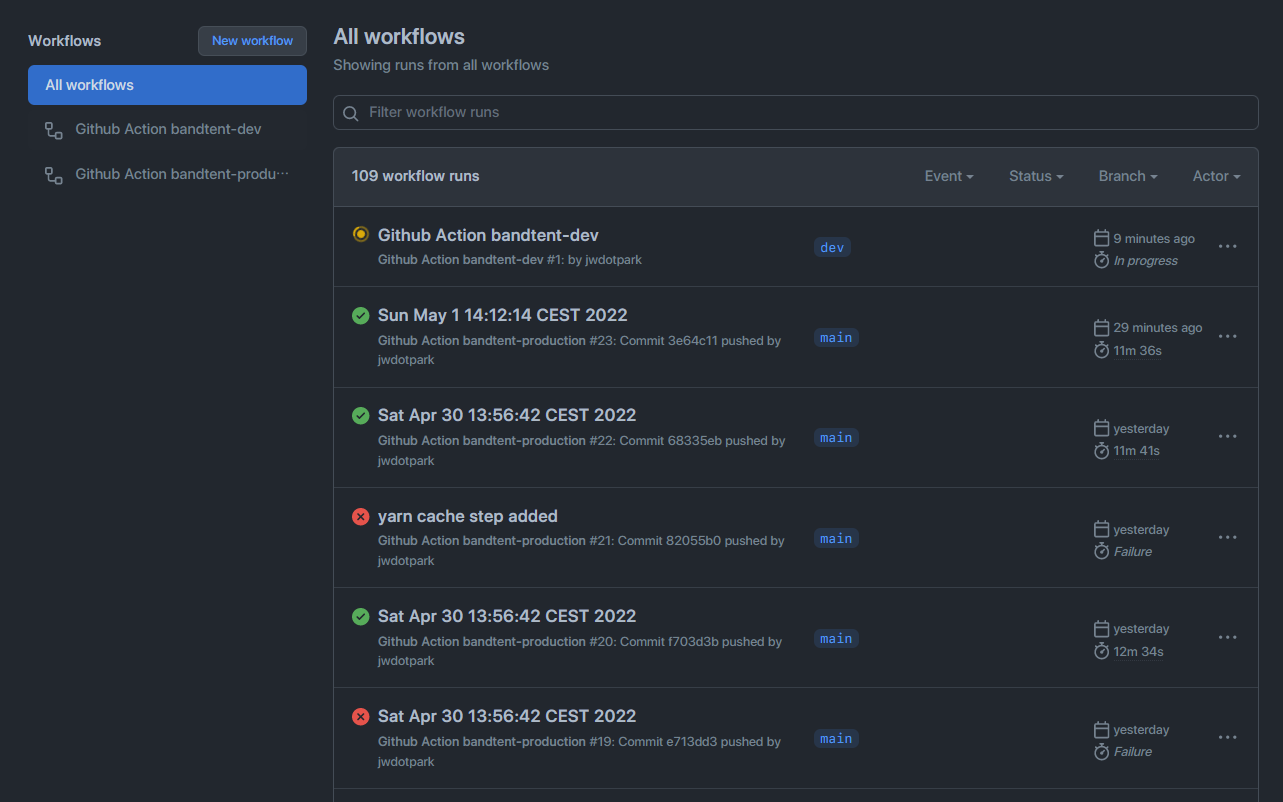 Workflows
New workflow
All workflows
Github Action bandtent-dev
Github Action bandtent-produ···
All workflows
Showing runs from all workflows
Filter workflow runs
109 workflow runs
Event
Status
Branch
Actor
Github Action bandtent-dev
Github Action bandtent-dev #1: by jwdotpark
dev
9 minutes ago
In progress
Sun May 1 14:12:14 CEST 2022
Github Action bandtent-production #23: Commit 3e64c11 pushed by
jwdotpark
main
29 minutes ago
11m 36s
Sat Apr 30 13:56:42 CEST 2022
Github Action bandtent-production #22: Commit 68335eb pushed by
jwdotpark
main
yesterday
11m 41s
yarn cache step added
Github Action bandtent-production #21: Commit 82055b0 pushed by
jwdotpark
main
yesterday
Failure
Sat Apr 30 13:56:42 CEST 2022
Github Action bandtent-production #20: Commit f703d3b pushed by
jwdotpark
main
yesterday
12m 34s
Sat Apr 30 13:56:42 CEST 2022
Github Action bandtent-production #19: Commit e713dd3 pushed by
jwdotpark
main
yesterday
Failure